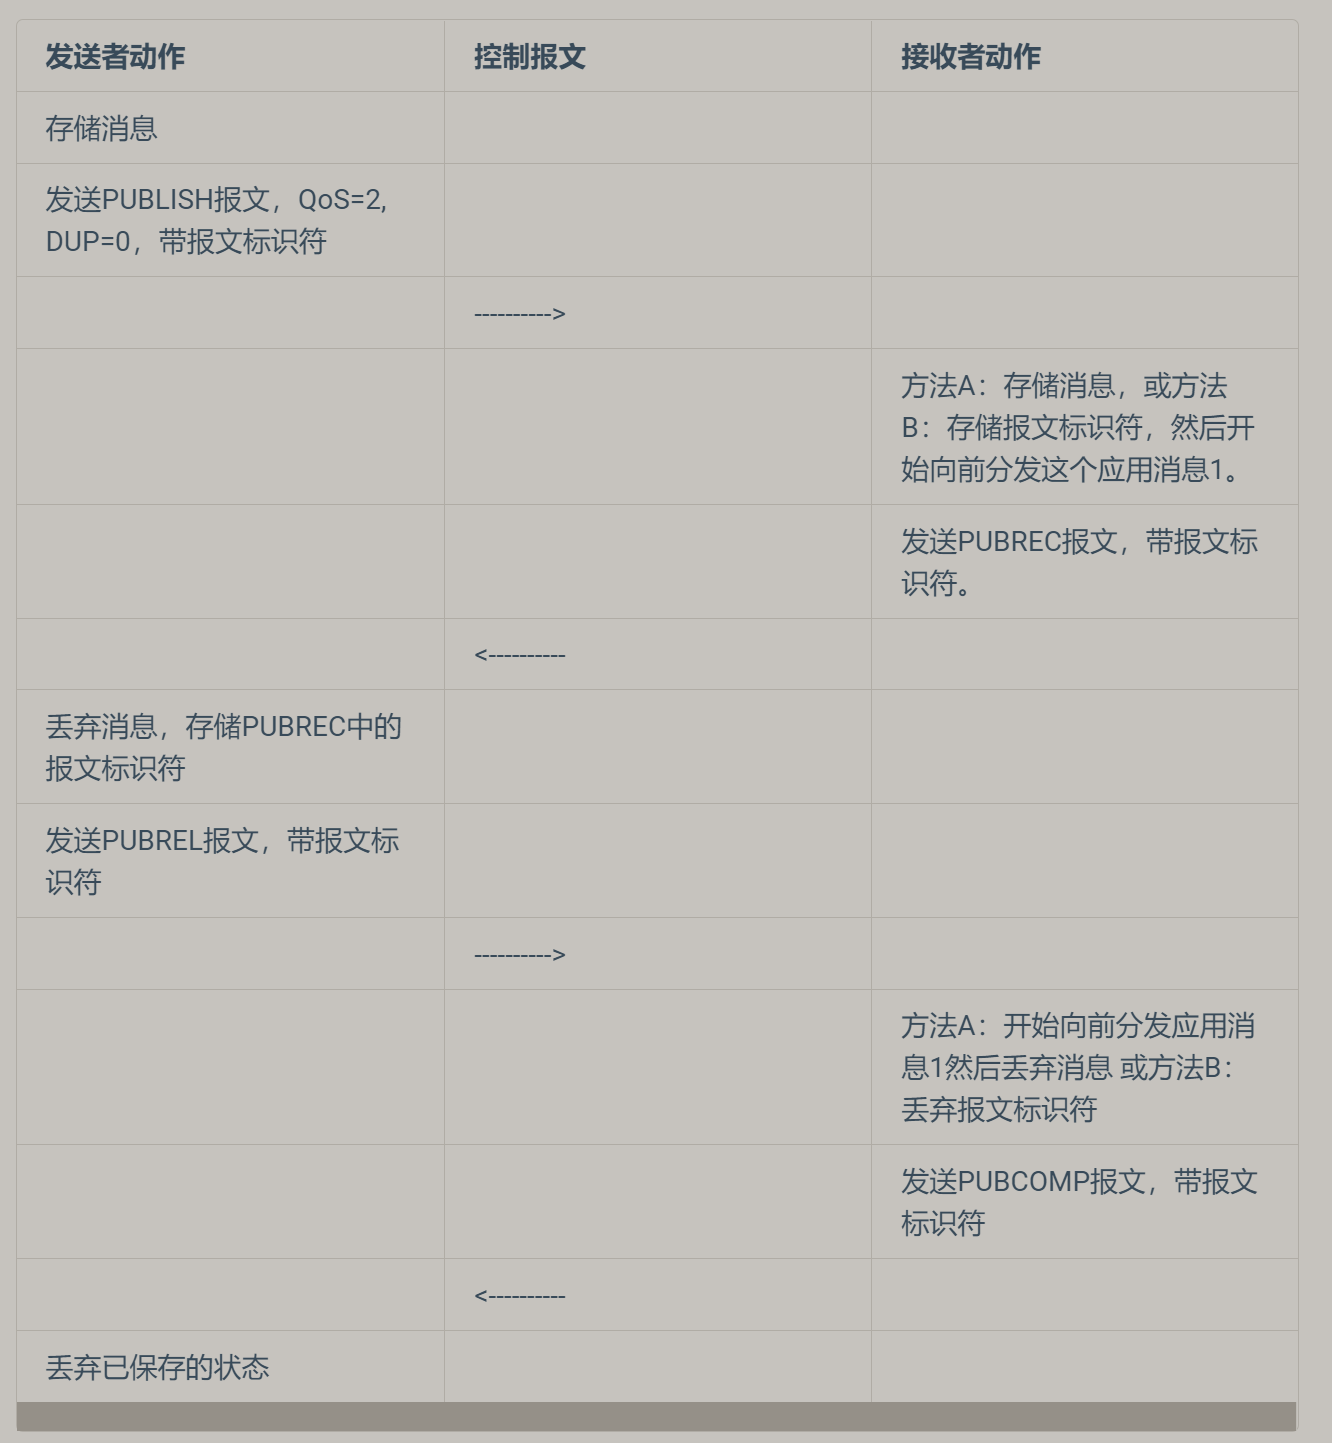 发送者动作
控制报文
接收者动作
存储消息
发送PUBLISH报文，QoS=2,
DUP=0，带报文标识符
---------->
方法A：存储消息，或方法
B：存储报文标识符，然后开
始向前分发这个应用消息1。
发送PUBREC报文，带报文标
识符。
<----------
丢弃消息，存储PUBREC中的
报文标识符
发送PUBREL报文，带报文标
识符
---------->
方法A：开始向前分发应用消
息1然后丢弃消息 或方法B：
丢弃报文标识符
发送PUBCOMP报文，带报文
标识符
<----------
丢弃已保存的状态